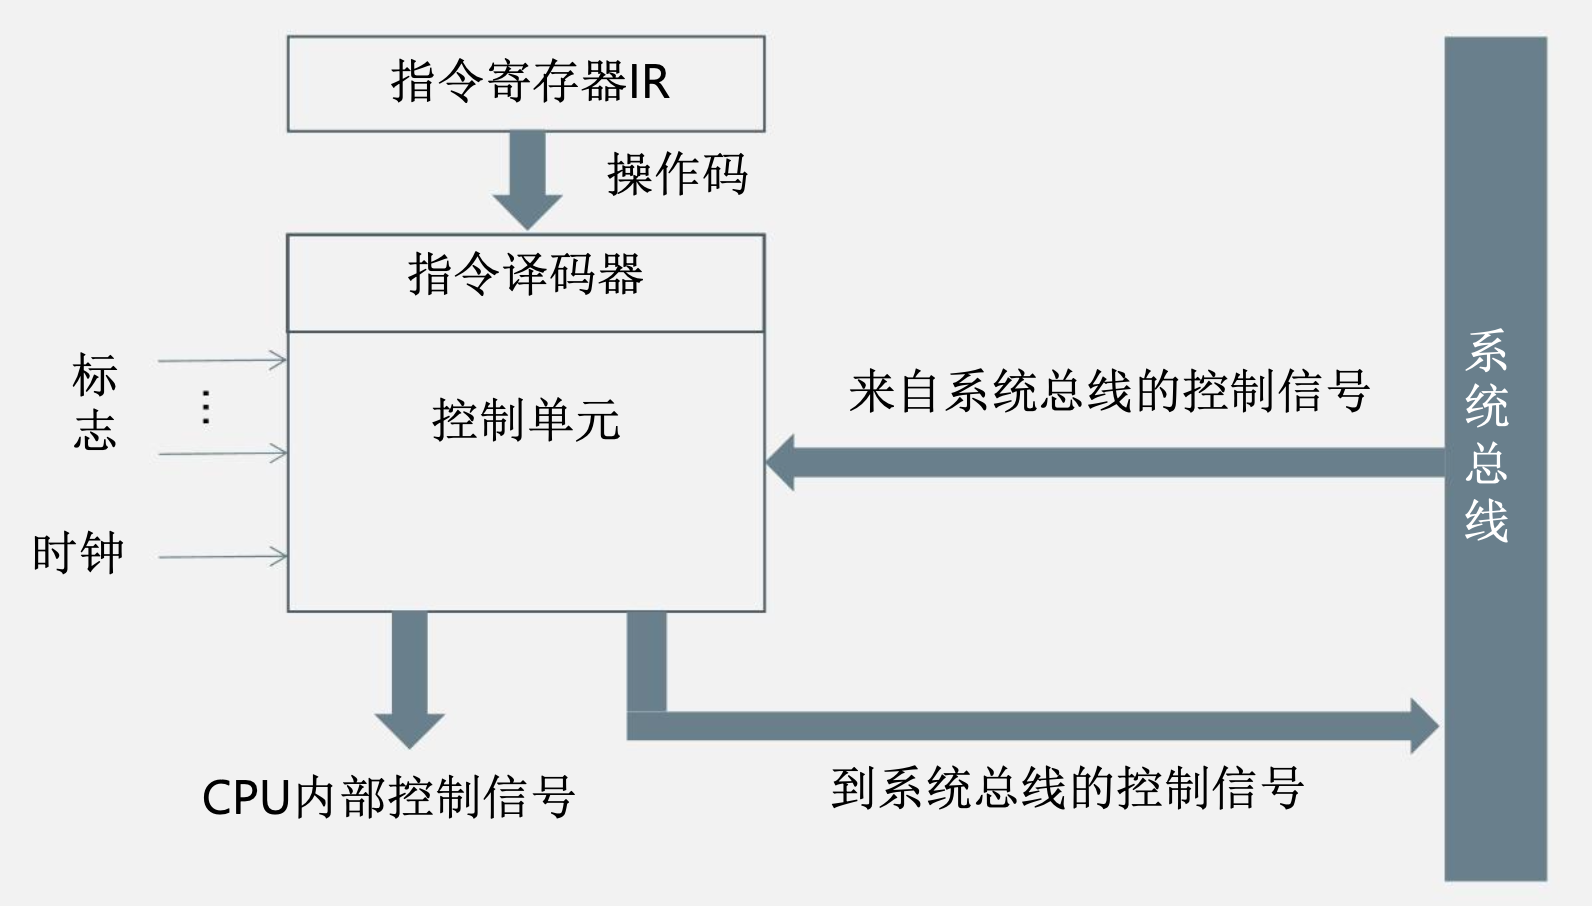 指令寄存器IR
操作码
指令译码器
标志
⋮
控制单元
来自系统总线的控制信号
系统总线
时钟
CPU内部控制信号
到系统总线的控制信号